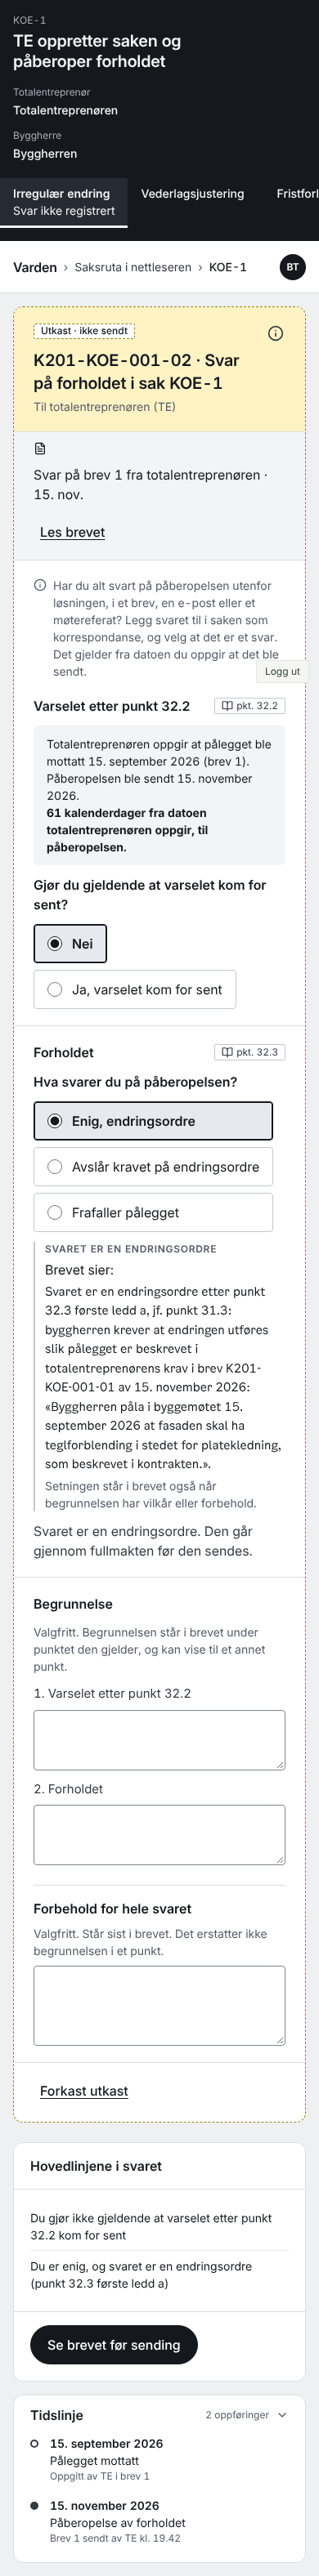 KOE-1
TE oppretter saken og
påberoper forholdet
Totalentreprenør
Totalentreprenøren
Byggherre
Byggherren
Irregulær endring
Svar ikke registrert
Vederlagsjustering
Fristforl
Varden › Saksruta i nettleseren › KOE-1
BT
Utkast · ikke sendt
K201-KOE-001-02 · Svar
på forholdet i sak KOE-1
Til totalentreprenøren (TE)
Svar på brev 1 fra totalentreprenøren ·
15. nov.
Les brevet
Har du alt svart på påberopelsen utenfor
løsningen, i et brev, en e-post eller et
møtereferat? Legg svaret til i saken som
korrespondanse, og velg at det er et svar.
Det gjelder fra datoen du oppgir at det ble
sendt.
Logg ut
Varselet etter punkt 32.2
pkt. 32.2
Totalentreprenøren oppgir at pålegget ble
mottatt 15. september 2026 (brev 1).
Påberopelsen ble sendt 15. november
2026.
61 kalenderdager fra datoen
totalentreprenøren oppgir, til
påberopelsen.
Gjør du gjeldende at varselet kom for
sent?
Nei
Ja, varselet kom for sent
Forholdet
pkt. 32.3
Hva svarer du på påberopelsen?
Enig, endringsordre
Avslår kravet på endringsordre
Frafaller pålegget
SVARET ER EN ENDRINGSORDRE
Brevet sier:
Svaret er en endringsordre etter punkt
32.3 første ledd a, jf. punkt 31.3:
byggherren krever at endringen utføres
slik pålegget er beskrevet i
totalentreprenørens krav i brev K201-
KOE-001-01 av 15. november 2026:
«Byggherren påla i byggemøtet 15.
september 2026 at fasaden skal ha
teglforblending i stedet for platekledning,
som beskrevet i kontrakten.».
Setningen står i brevet også når
begrunnelsen har vilkår eller forbehold.
Svaret er en endringsordre. Den går
gjennom fullmakten før den sendes.
Begrunnelse
Valgfritt. Begrunnelsen står i brevet under
punktet den gjelder, og kan vise til et annet
punkt.
1. Varselet etter punkt 32.2
2. Forholdet
Forbehold for hele svaret
Valgfritt. Står sist i brevet. Det erstatter ikke
begrunnelsen i et punkt.
Forkast utkast
Hovedlinjene i svaret
Du gjør ikke gjeldende at varselet etter punkt
32.2 kom for sent
Du er enig, og svaret er en endringsordre
(punkt 32.3 første ledd a)
Se brevet før sending
Tidslinje
2 oppføringer
15. september 2026
Pålegget mottatt
Oppgitt av TE i brev 1
15. november 2026
Påberopelse av forholdet
Brev 1 sendt av TE kl. 19.42